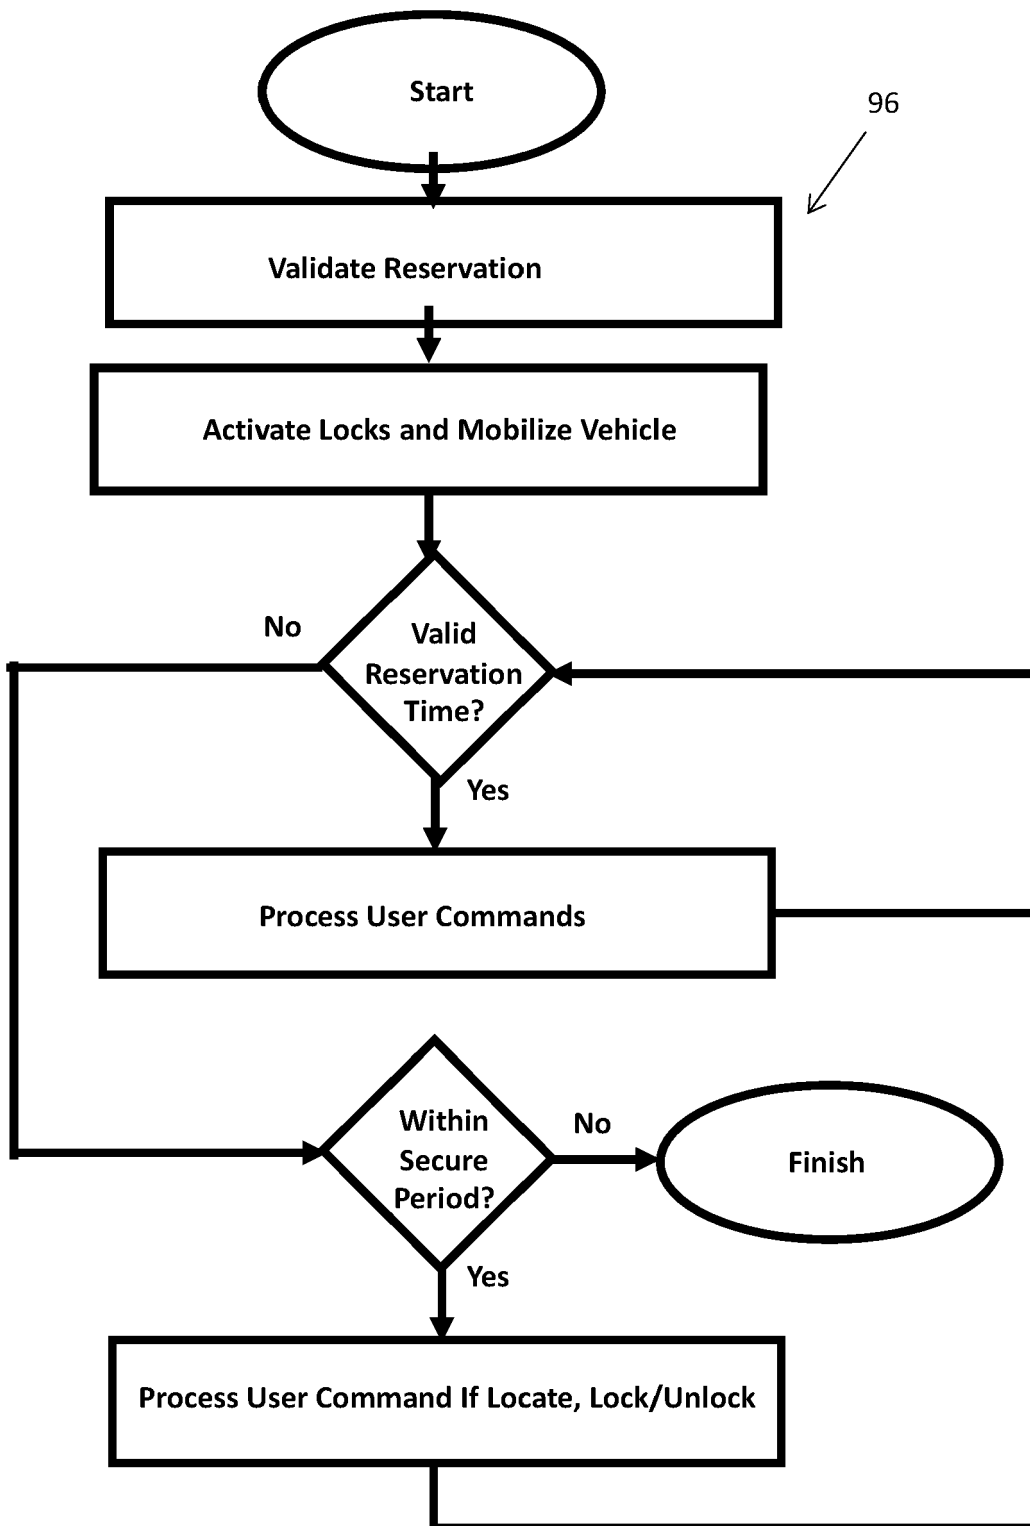 Start
96
Validate Reservation
Activate Locks and Mobilize Vehicle
No
Valid
Reservation
Time?
Yes
Process User Commands
Within
Secure
Period?
No
Finish
Yes
Process User Command If Locate, Lock/Unlock